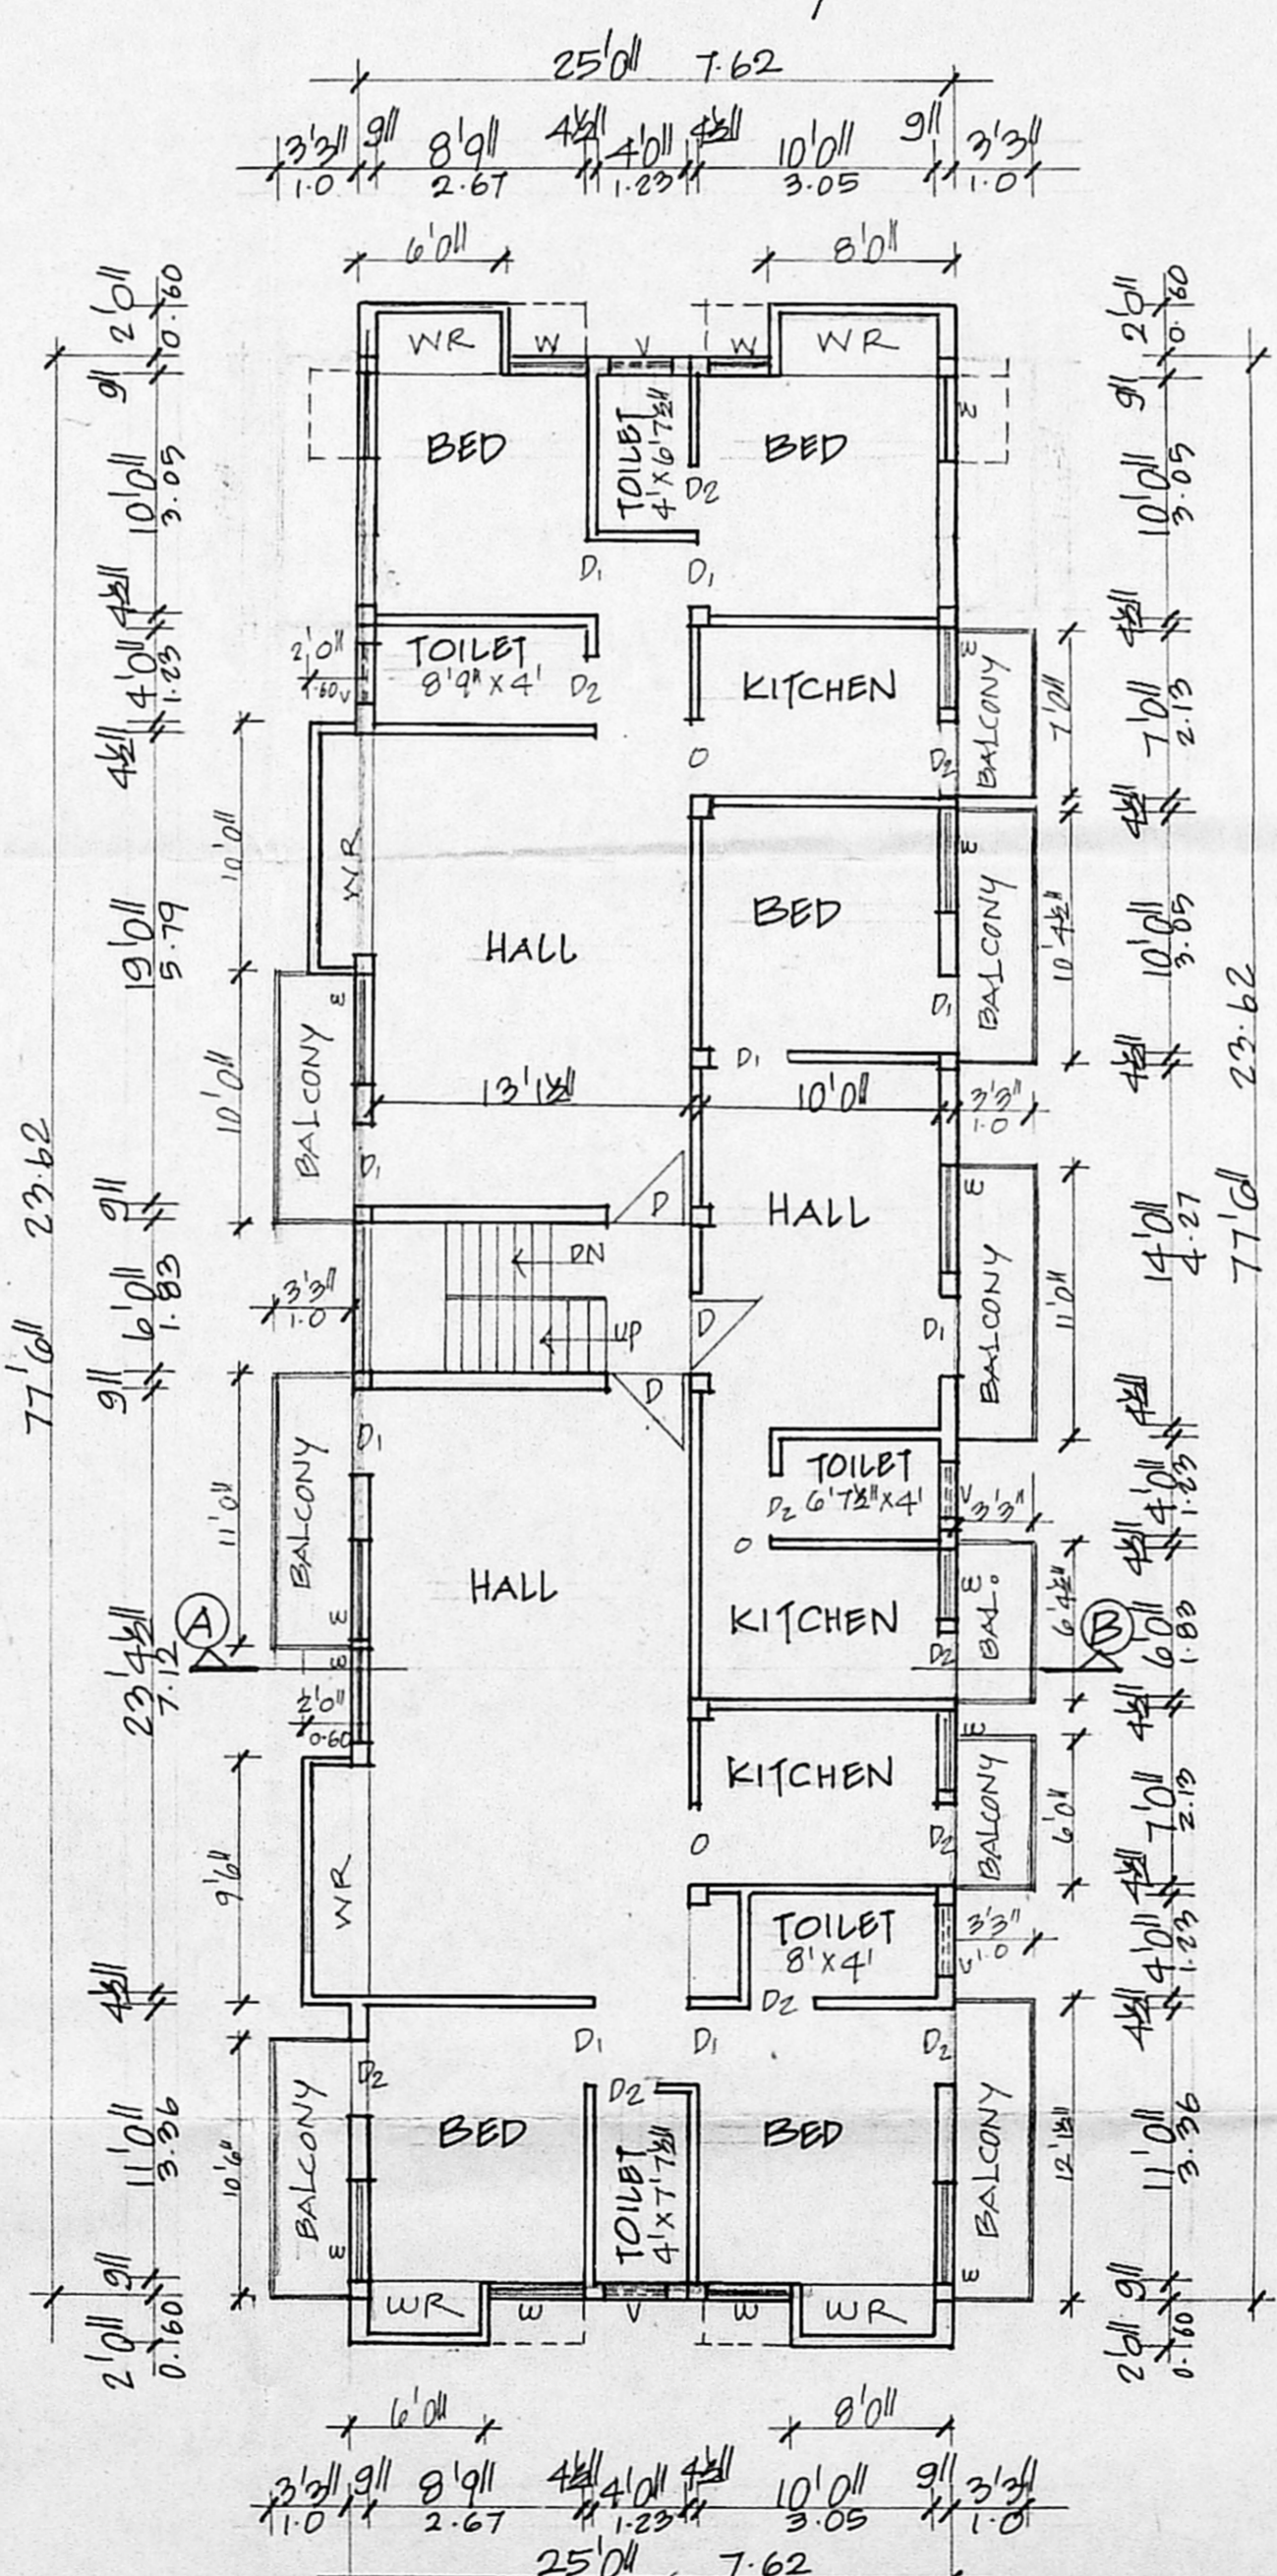 25'0" 7.62
3'3" 9" 8'9" 4½" 4'0" 4½" 10'0" 9" 3'3"
1.0 2.67 1.23 3.05 1.0
6'0" 8'0"
2'0" 0.60
2'0" 0.60
WR W V W WR
9"
9"
BED TOILET 4'X6'7½" BED
W
10'0" 3.05
D2
10'0" 3.05
D1 D1
4½"
4½"
2'0" .60 V
TOILET
8'9"X4' D2
KITCHEN
W
BALCONY
7'0"
4'0" 1.23
7'0" 2.13
4½"
O D2
10'0"
WR
4½"
W
BED
BALCONY
10'4½"
19'0" 5.79
HALL
10'0" 3.05
W
D1
BALCONY
10'0"
D1
4½"
13'1½" 10'0" 3'3"
1.0
77'6" 23.62
77'6" 23.62
D1
9"
D
HALL
W
14'0" 4.27
DN
6'0" 1.83
3'3"
1.0
BALCONY
11'0"
UP
D D1
9"
D
4½"
D1
BALCONY
11'0"
TOILET
D2 6'7½"X4'
V 3'3"
4'0" 1.23
O
4½"
HALL
KITCHEN
W
BAL.
6'4½"
A
B
W
W
D2
6'0" 1.83
23'4½" 7.12
2'0"
0.60
4½"
W
KITCHEN
BALCONY
6'0"
7'0" 2.13
O D2
9'6"
WR
4½"
TOILET
8'X4'
3'3"
V 1.0
4'0" 1.23
4½"
D2
4½"
D1 D1 D2
D2
D2
BALCONY
10'6"
BED TOILET 4'X7'7½" BED
BALCONY
12'1½"
11'0" 3.36
11'0" 3.36
W
W
9"
9"
WR W V W WR
2'0" 0.60
2'0" 0.60
6'0" 8'0"
3'3" 9" 8'9" 4½" 4'0" 4½" 10'0" 9" 3'3"
1.0 2.67 1.23 3.05 1.0
25'0" 7.62